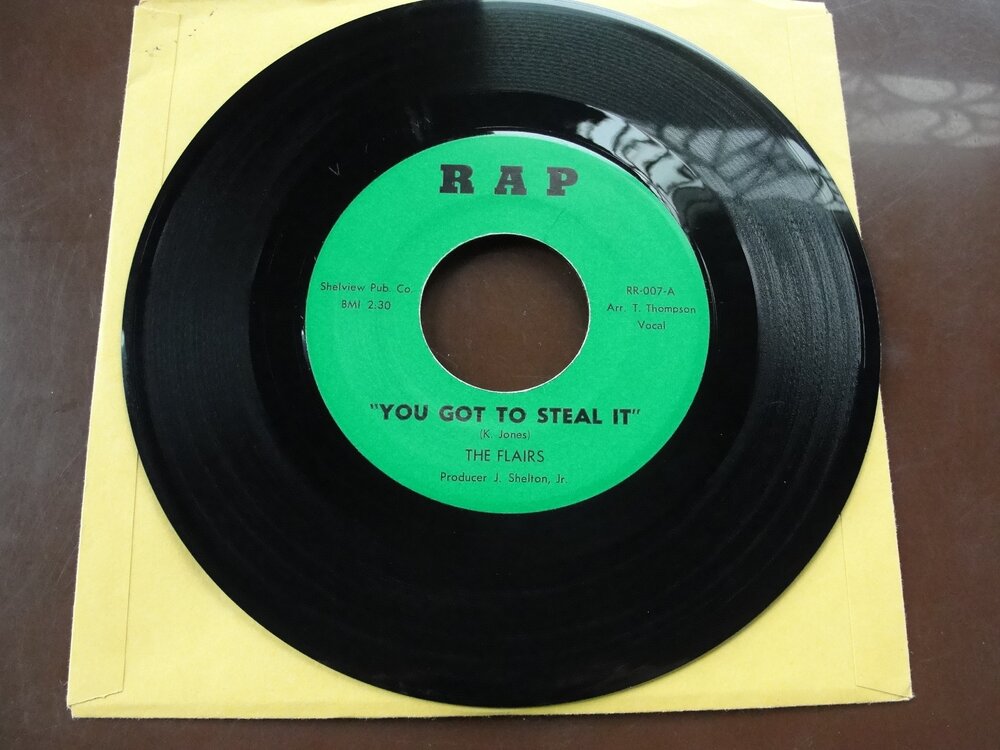 RAP
Shelview Pub. Co.
BMI 2:30
RR-007-A
Arr. T. Thompson
Vocal
"YOU GOT TO STEAL IT"
(K. Jones)
THE FLAIRS
Producer J. Shelton, Jr.